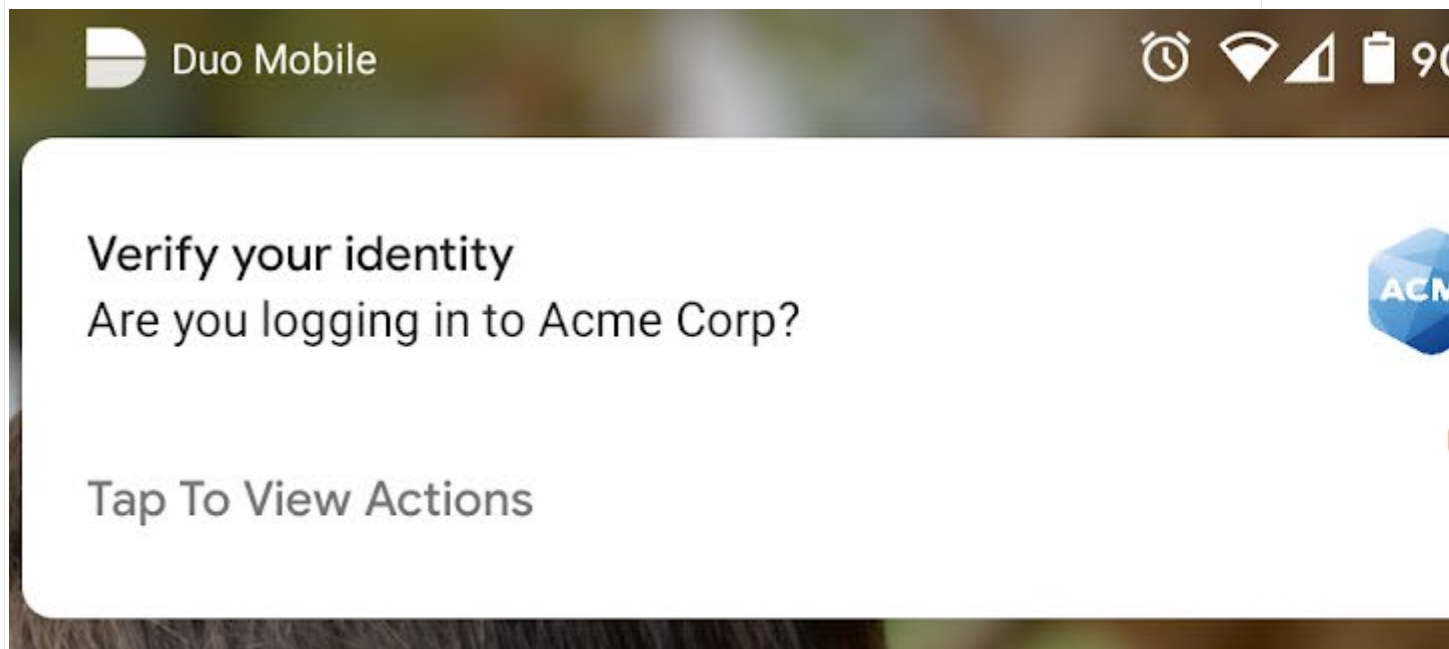 Duo Mobile
Verify your identity
Are you logging in to Acme Corp?
Tap To View Actions